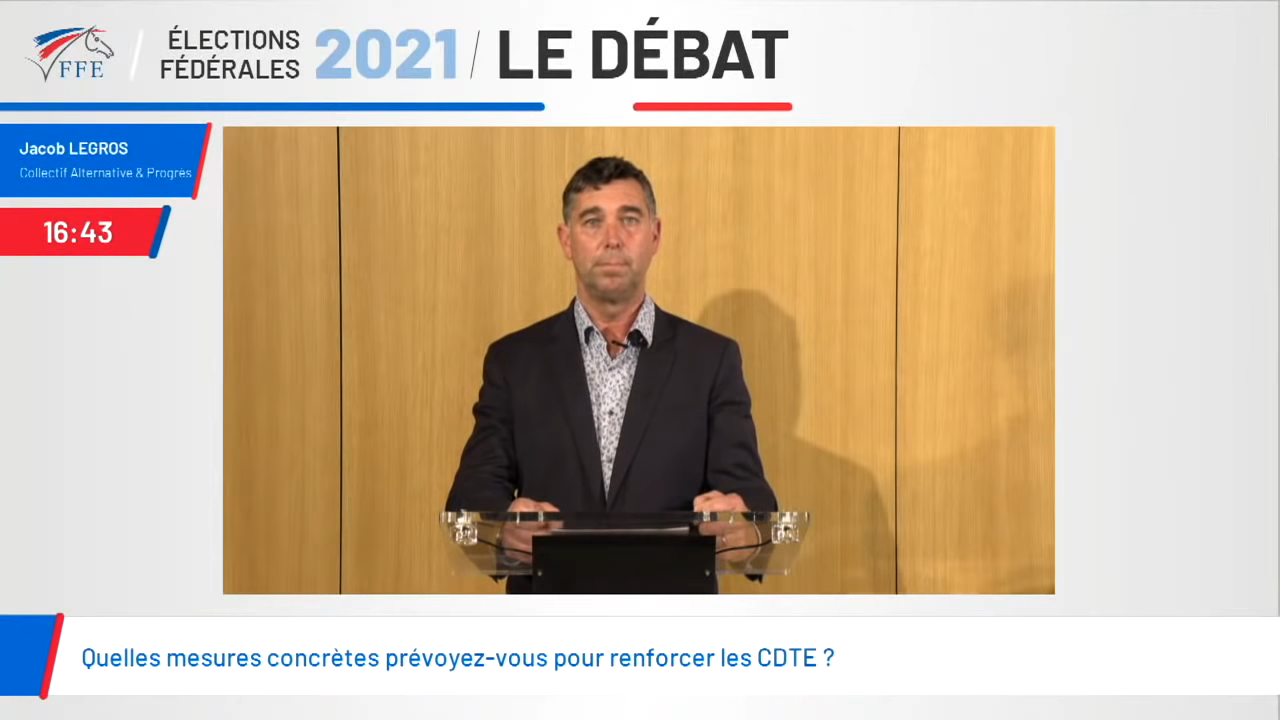 FFE
ÉLECTIONS
FÉDÉRALES
2021
/ LE DÉBAT
Jacob LEGROS
Collectif Alternative & Progrès
16:43
Quelles mesures concrètes prévoyez-vous pour renforcer les CDTE ?